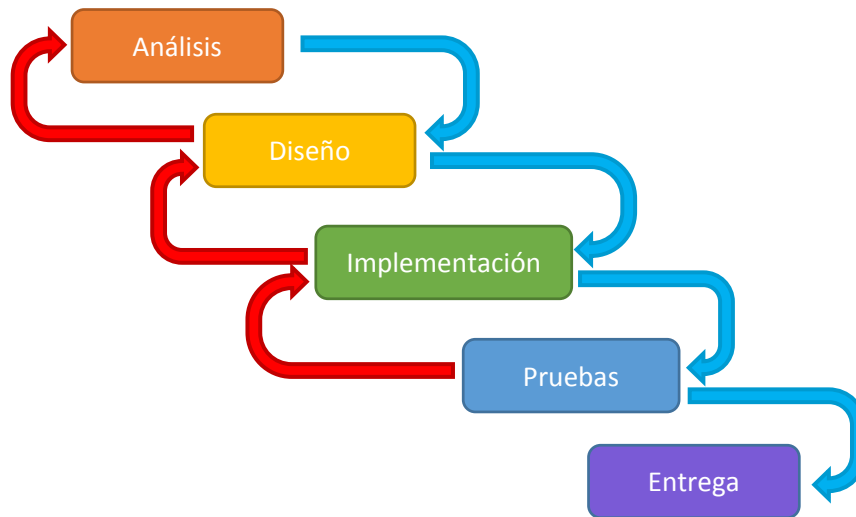 Análisis
Diseño
Implementación
Pruebas
Entrega